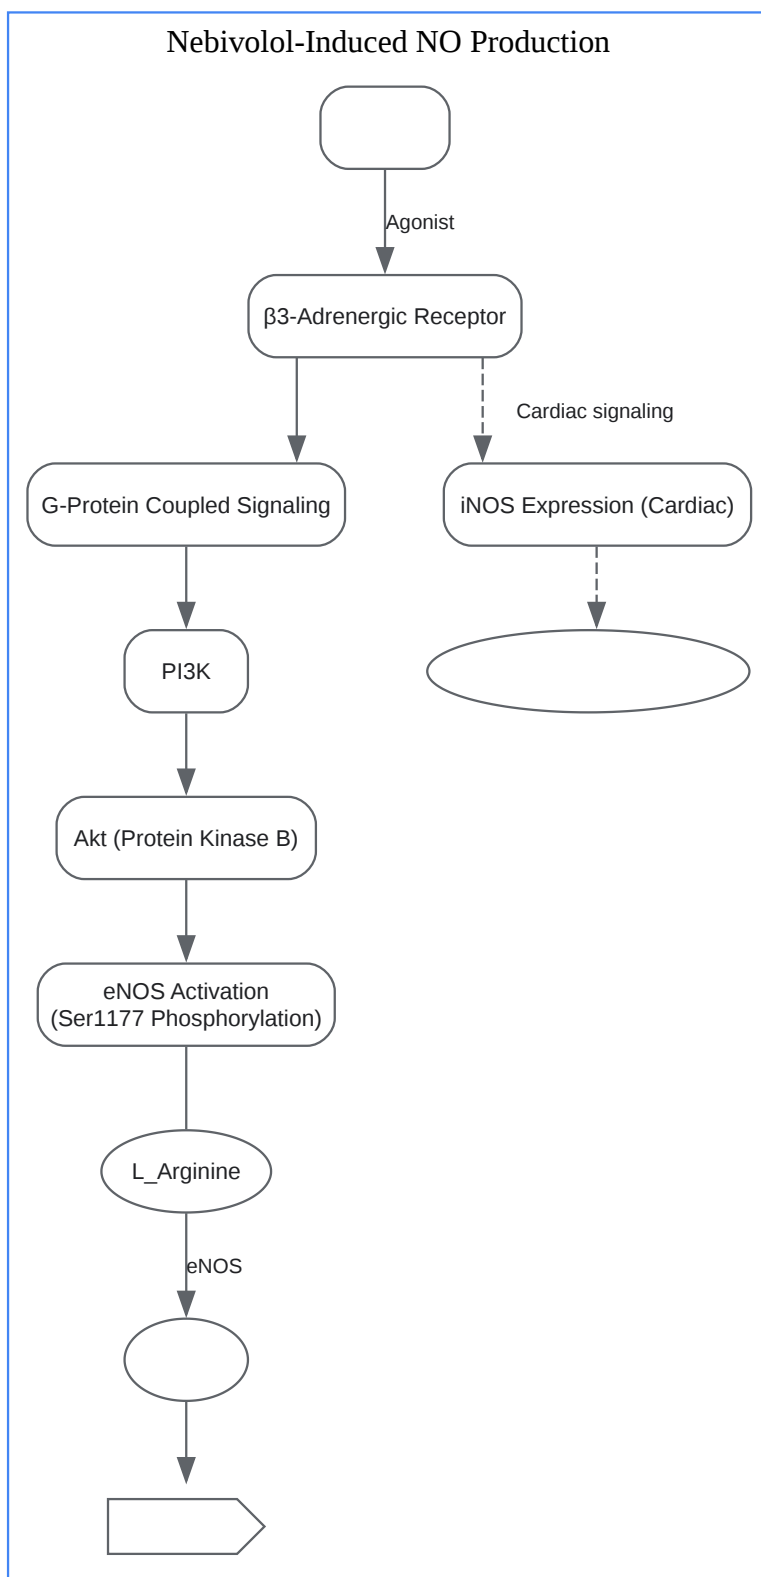 Nebivolol-Induced NO Production
Agonist
β3-Adrenergic Receptor
Cardiac signaling
G-Protein Coupled Signaling
iNOS Expression (Cardiac)
PI3K
Akt (Protein Kinase B)
eNOS Activation
(Ser1177 Phosphorylation)
L_Arginine
eNOS